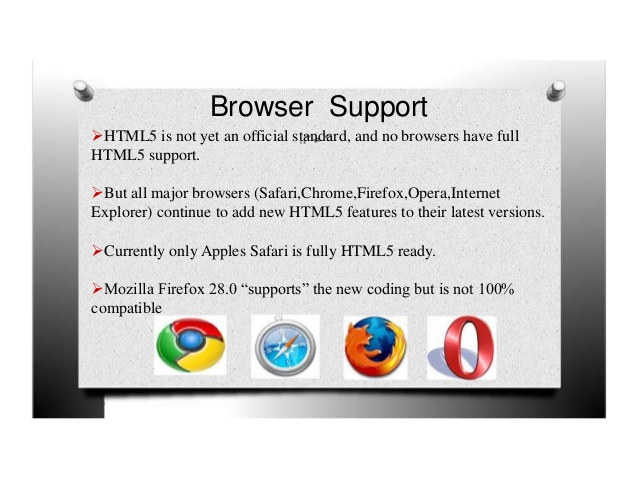 Browser Support
➢HTML5 is not yet an official standard, and no browsers have full
HTML5 support.
➢But all major browsers (Safari,Chrome,Firefox,Opera,Internet
Explorer) continue to add new HTML5 features to their latest versions.
➢Currently only Apples Safari is fully HTML5 ready.
➢Mozilla Firefox 28.0 “supports” the new coding but is not 100%
compatible